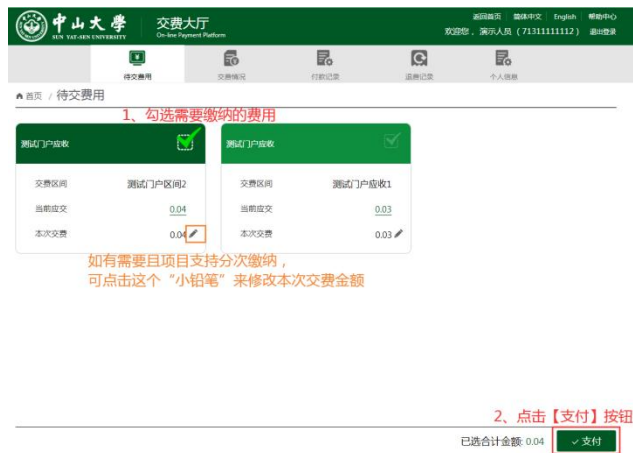 中山大學 交费大厅 返回首页 简体中文 English 帮助中心
SUN YAT-SEN UNIVERSITY On-line Payment Platform 欢迎您，演示人员（71311111112） 退出登录
待交费用 交费情况 付款记录 退费记录 个人信息
首页 / 待交费用
1、勾选需要缴纳的费用
测试门户应收 测试门户应收
交费区间 测试门户区间2 交费区间 测试门户应收1
当前应交 0.04 当前应交 0.03
本次交费 0.04 本次交费 0.03
如有需要且项目支持分次缴纳，
可点击这个“小铅笔”来修改本次交费金额
2、点击【支付】按钮
已选合计金额: 0.04 支付